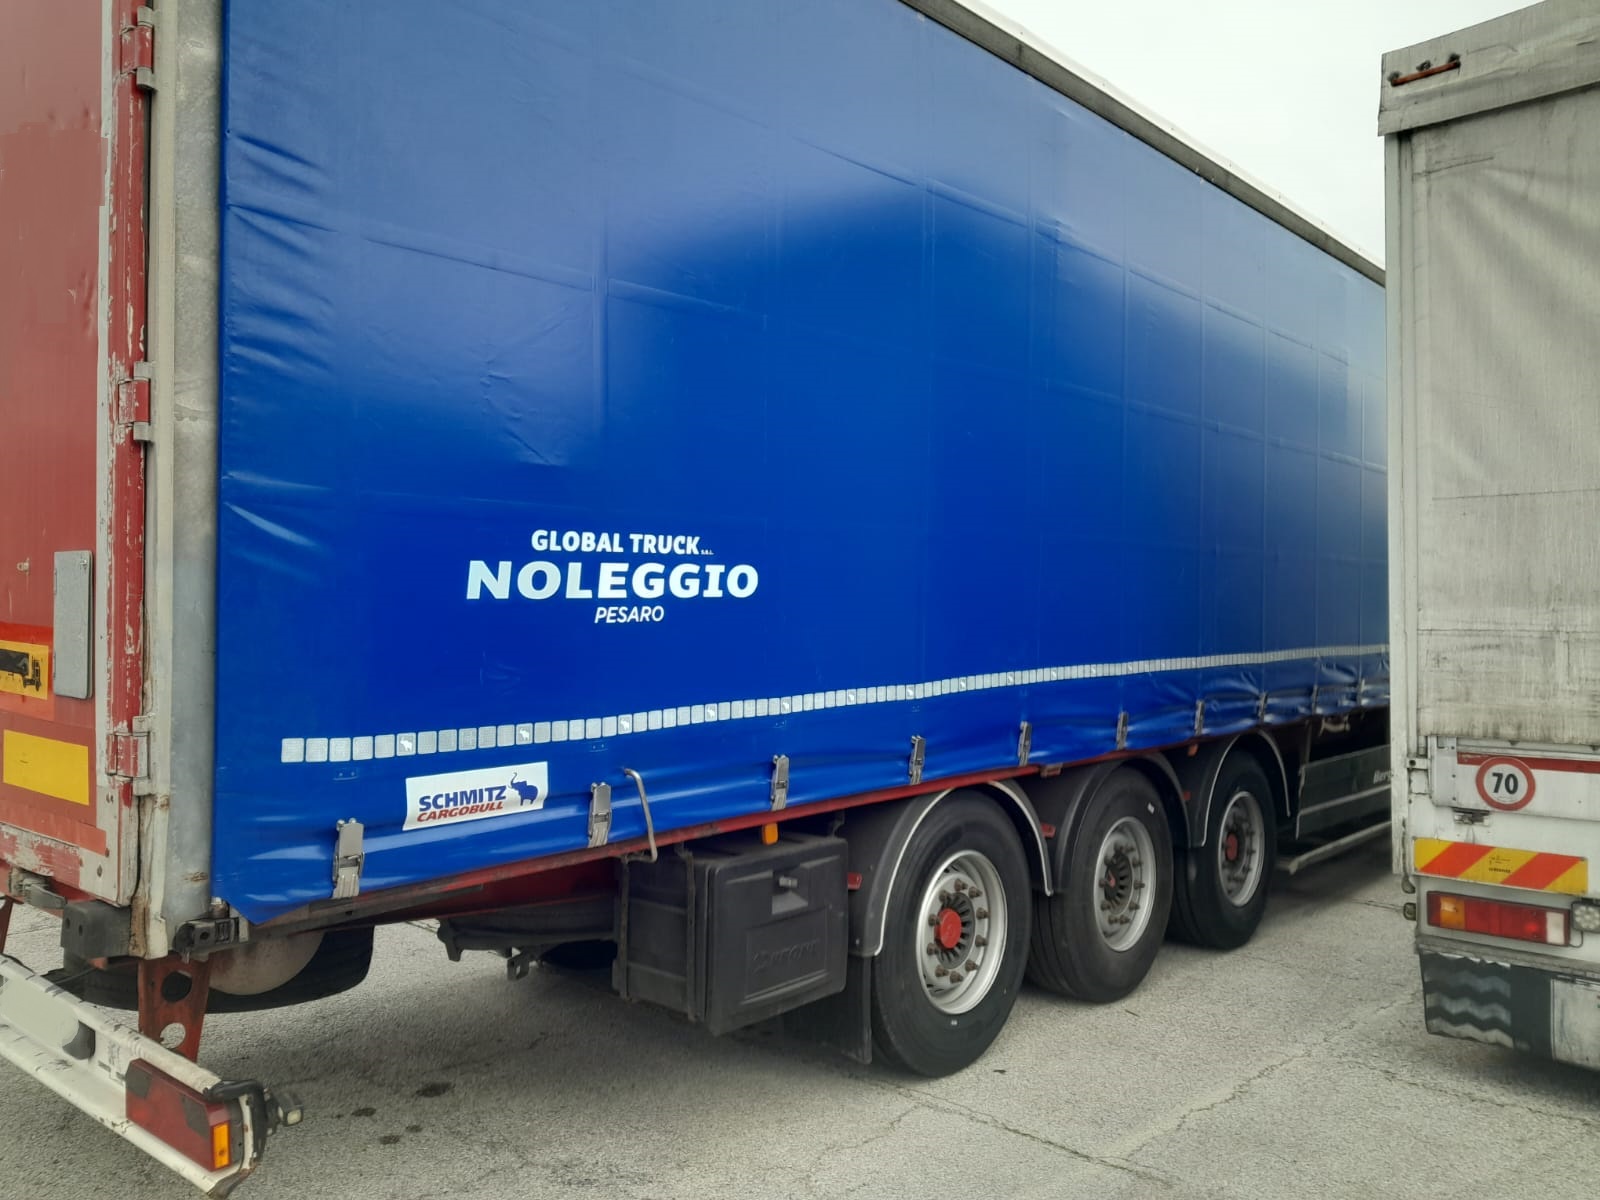 GLOBAL TRUCK S.R.L.
NOLEGGIO
PESARO
SCHMITZ
CARGOBULL
70